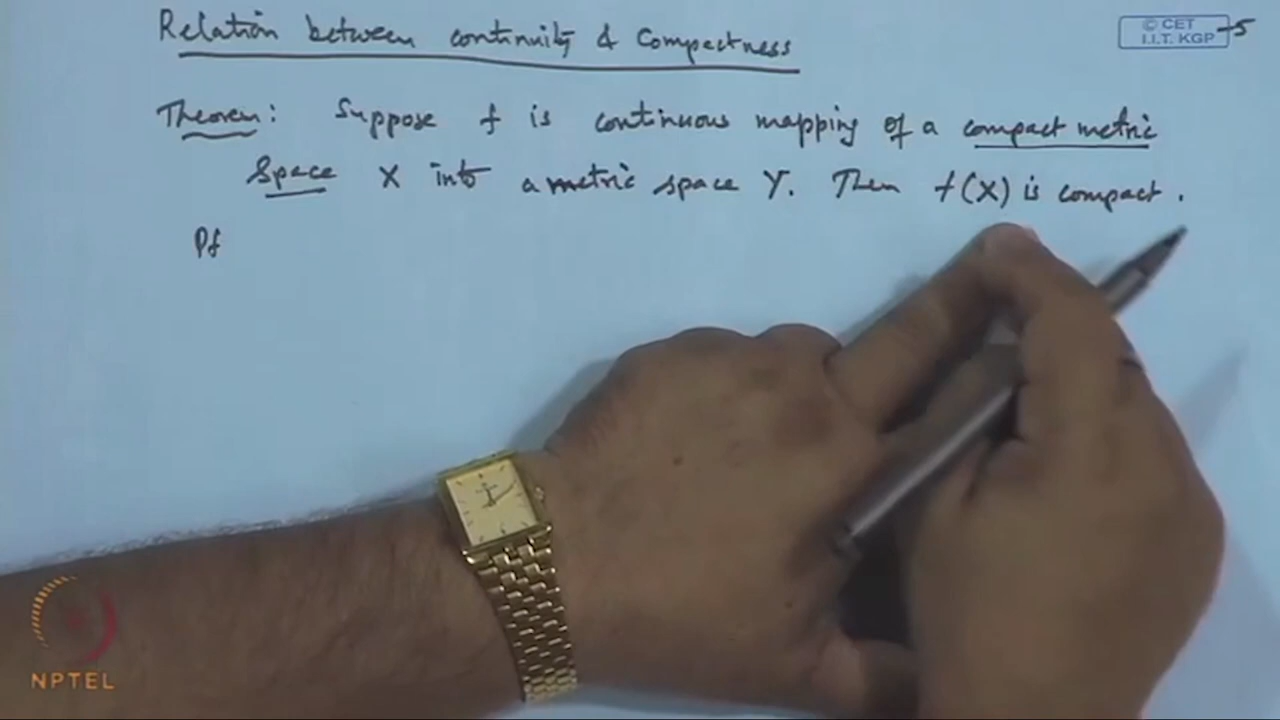 Relation between continuity & Compactness
© CET
I.I.T. KGP
-5
Theorem: Suppose f is continuous mapping of a compact metric
Space X into a metric space Y. Then f(X) is compact.
Pf
NPTEL